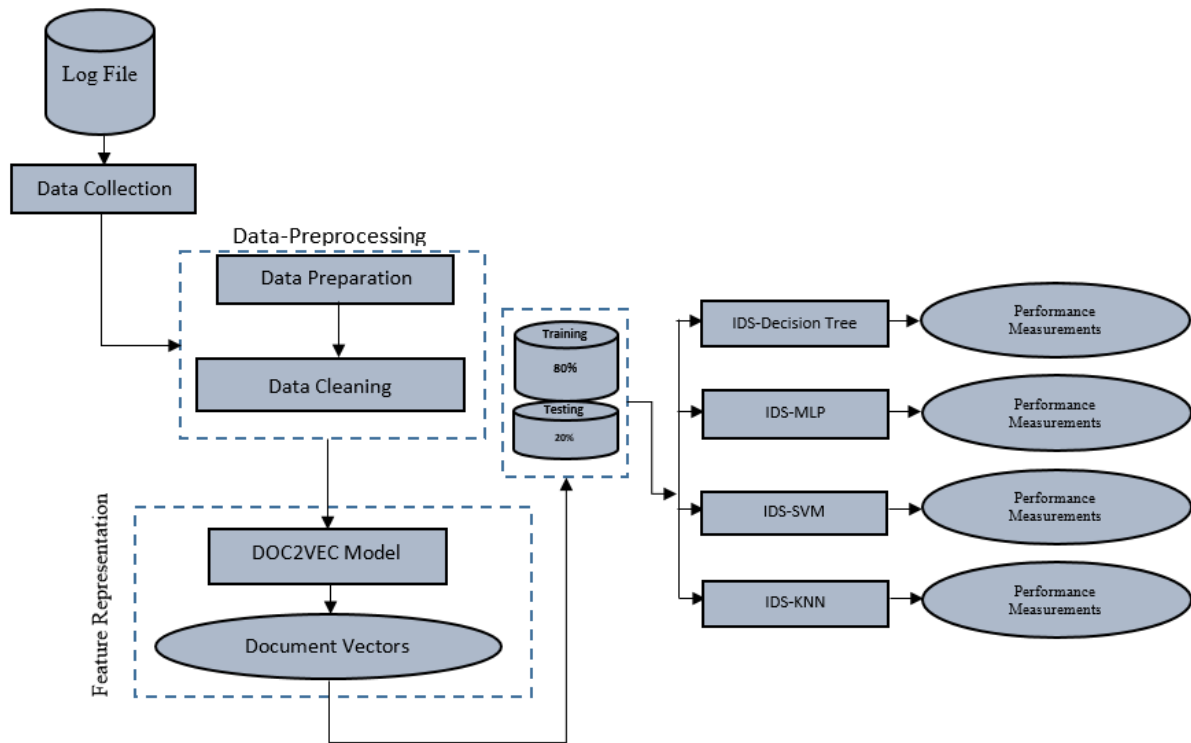 Log File
Data Collection
Data-Preprocessing
Data Preparation
Data Cleaning
Feature Representation
DOC2VEC Model
Document Vectors
Training
80%
Testing
20%
IDS-Decision Tree
Performance
Measurements
IDS-MLP
Performance
Measurements
IDS-SVM
Performance
Measurements
IDS-KNN
Performance
Measurements